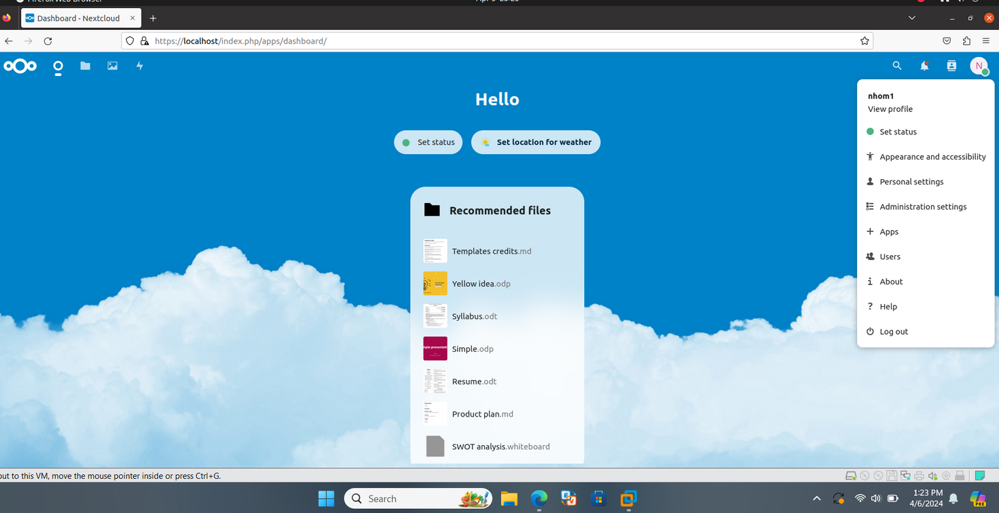 Firefox Web Browser
Dashboard - Nextcloud
https://localhost/index.php/apps/dashboard/
N
Hello
Set status
Set location for weather
Recommended files
Templates credits.md
Yellow idea.odp
Syllabus.odt
Simple.odp
Resume.odt
Product plan.md
SWOT analysis.whiteboard
nhom1
View profile
Set status
Appearance and accessibility
Personal settings
Administration settings
Apps
Users
About
Help
Log out
to this VM, move the mouse pointer inside or press Ctrl+G.
Search
1:23 PM
4/6/2024
PRE